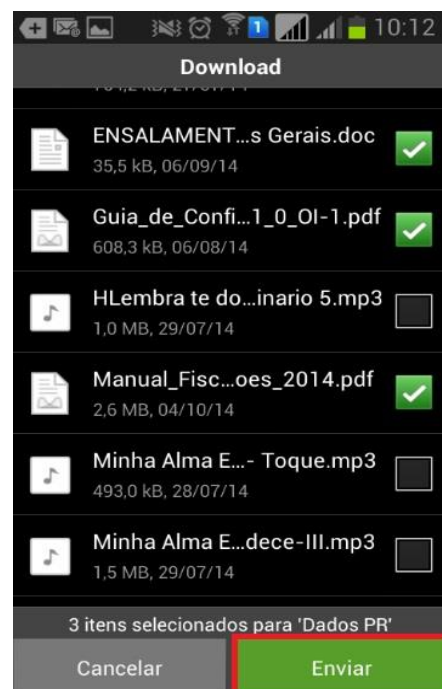 1
10:12
Download
ENSALAMENT...s Gerais.doc
35,5 kB, 06/09/14
Guia_de_Confi...1_0_OI-1.pdf
608,3 kB, 06/08/14
HLembra te do...inario 5.mp3
1,0 MB, 29/07/14
Manual_Fisc...oes_2014.pdf
2,6 MB, 04/10/14
Minha Alma E...- Toque.mp3
493,0 kB, 28/07/14
Minha Alma E...dece-III.mp3
1,5 MB, 29/07/14
3 itens selecionados para 'Dados PR'
Cancelar
Enviar